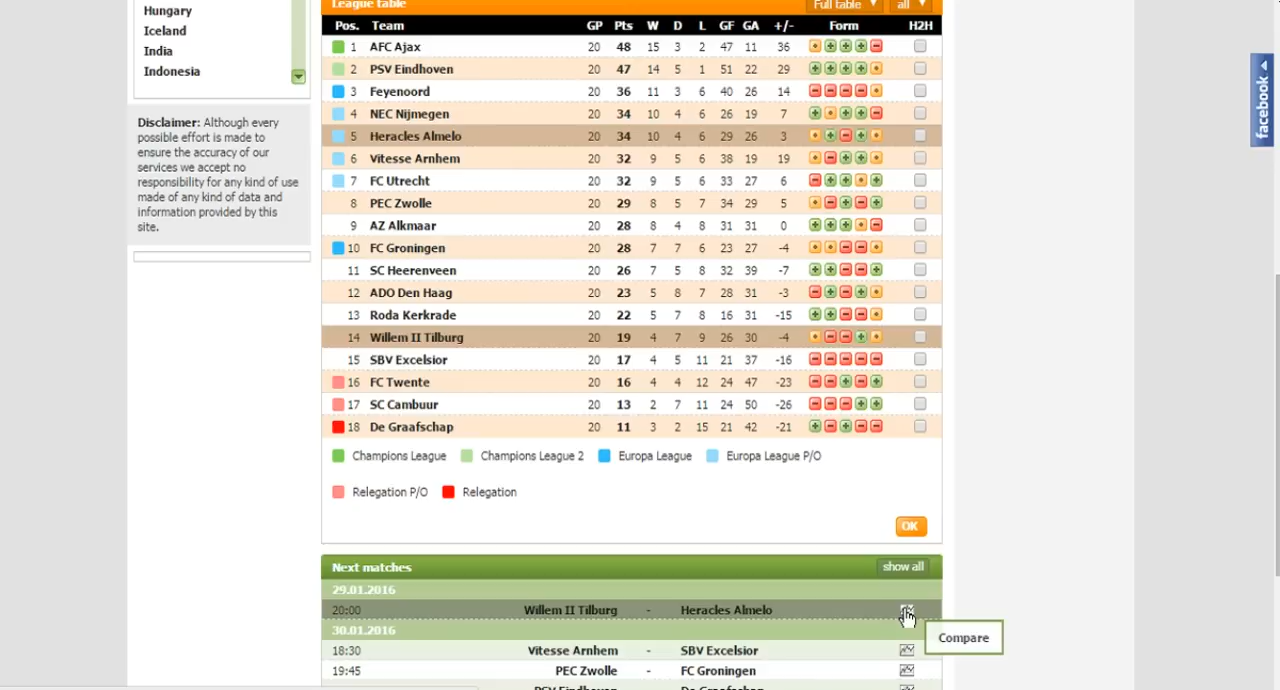 Hungary
Iceland
India
Indonesia
Disclaimer: Although every
possible effort is made to
ensure the accuracy of our
services we accept no
responsibility for any kind of use
made of any kind of data and
information provided by this
site.
League table Full table all
Pos. Team GP Pts W D L GF GA +/- Form H2H
1 AFC Ajax 20 48 15 3 2 47 11 36
2 PSV Eindhoven 20 47 14 5 1 51 22 29
3 Feyenoord 20 36 11 3 6 40 26 14
4 NEC Nijmegen 20 34 10 4 6 26 19 7
5 Heracles Almelo 20 34 10 4 6 29 26 3
6 Vitesse Arnhem 20 32 9 5 6 38 19 19
7 FC Utrecht 20 32 9 5 6 33 27 6
8 PEC Zwolle 20 29 8 5 7 34 29 5
9 AZ Alkmaar 20 28 8 4 8 31 31 0
10 FC Groningen 20 28 7 7 6 23 27 -4
11 SC Heerenveen 20 26 7 5 8 32 39 -7
12 ADO Den Haag 20 23 5 8 7 28 31 -3
13 Roda Kerkrade 20 22 5 7 8 16 31 -15
14 Willem II Tilburg 20 19 4 7 9 26 30 -4
15 SBV Excelsior 20 17 4 5 11 21 37 -16
16 FC Twente 20 16 4 4 12 24 47 -23
17 SC Cambuur 20 13 2 7 11 24 50 -26
18 De Graafschap 20 11 3 2 15 21 42 -21
Champions League Champions League 2 Europa League Europa League P/O
Relegation P/O Relegation
OK
Next matches show all
29.01.2016
20:00 Willem II Tilburg - Heracles Almelo
Compare
30.01.2016
18:30 Vitesse Arnhem - SBV Excelsior
19:45 PEC Zwolle - FC Groningen
PSV Eindhoven De Graafschap
facebook